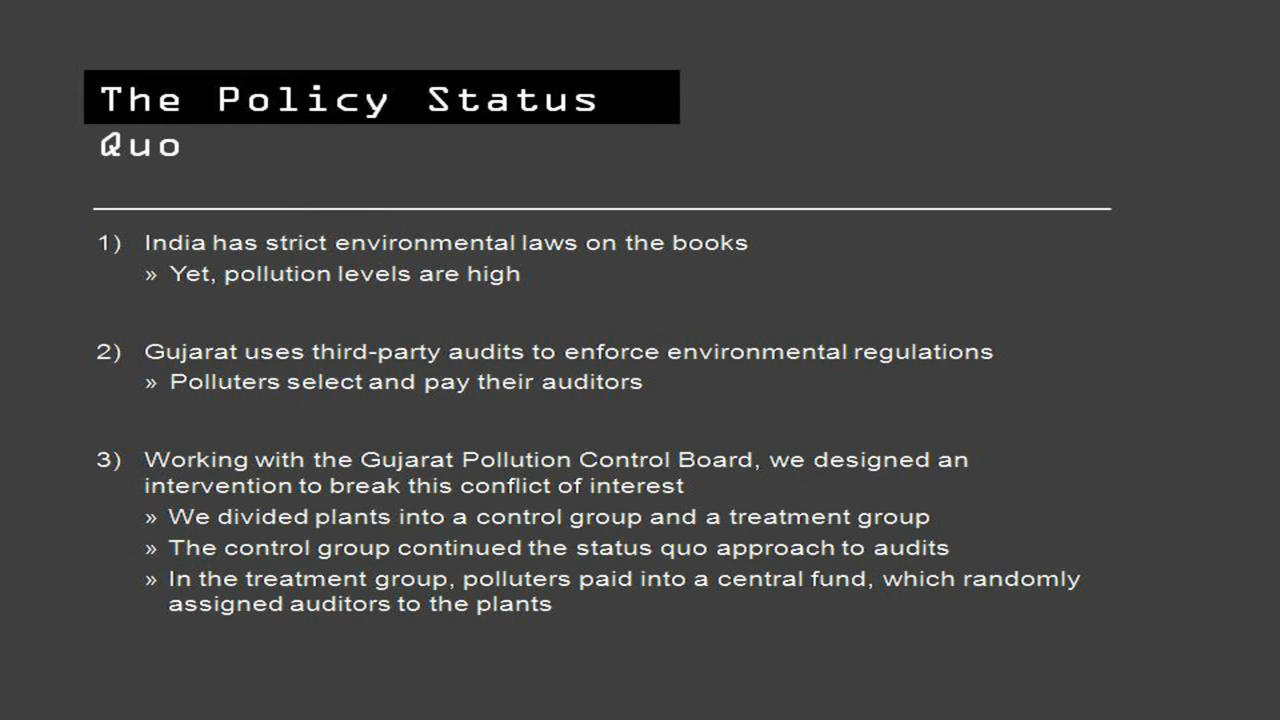 The Policy Status
Quo
1) India has strict environmental laws on the books
» Yet, pollution levels are high
2) Gujarat uses third-party audits to enforce environmental regulations
» Polluters select and pay their auditors
3) Working with the Gujarat Pollution Control Board, we designed an
intervention to break this conflict of interest
» We divided plants into a control group and a treatment group
» The control group continued the status quo approach to audits
» In the treatment group, polluters paid into a central fund, which randomly
assigned auditors to the plants